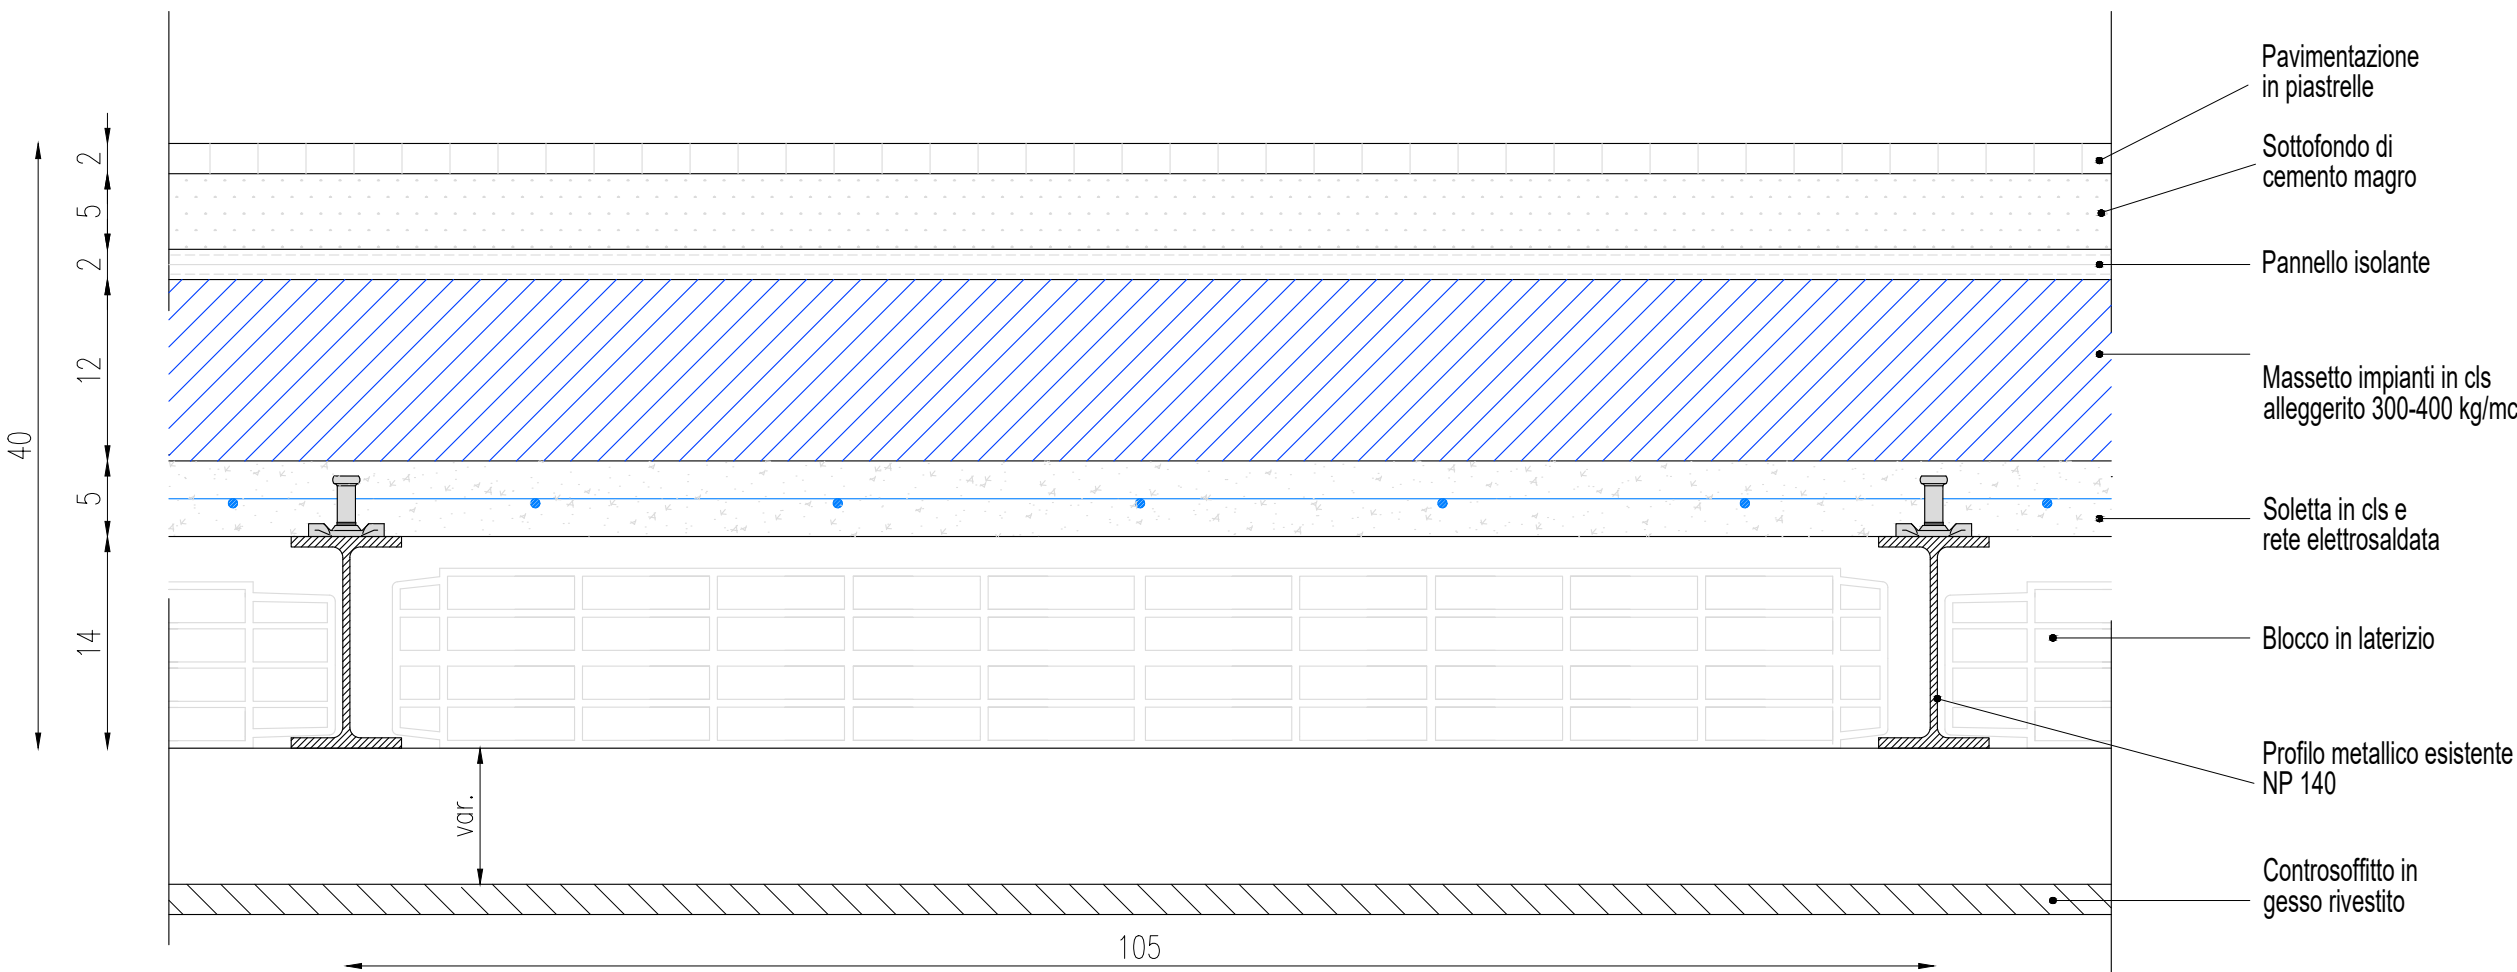 Pavimentazione
in piastrelle
Sottofondo di
cemento magro
Pannello isolante
Massetto impianti in cls
alleggerito 300-400 kg/mc
Soletta in cls e
rete elettrosaldata
Blocco in laterizio
Profilo metallico esistente
NP 140
Controsoffitto in
gesso rivestito
40
2
5
2
12
5
14
var.
105